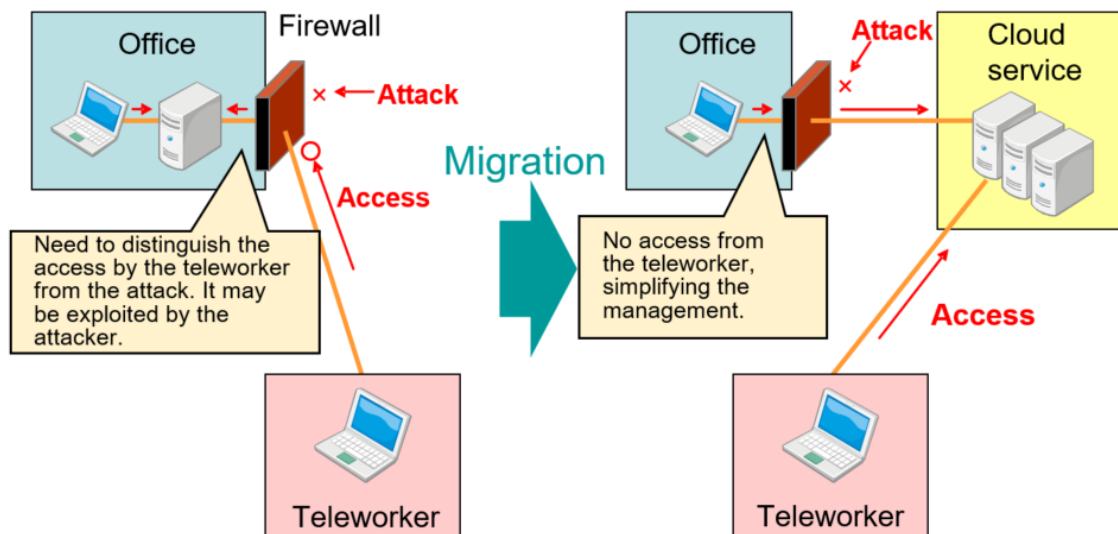 Office
Firewall
Attack
Access
Need to distinguish the
access by the teleworker
from the attack. It may
be exploited by the
attacker.
Teleworker
Migration
Office
Attack
Cloud
service
No access from
the teleworker,
simplifying the
management.
Access
Teleworker